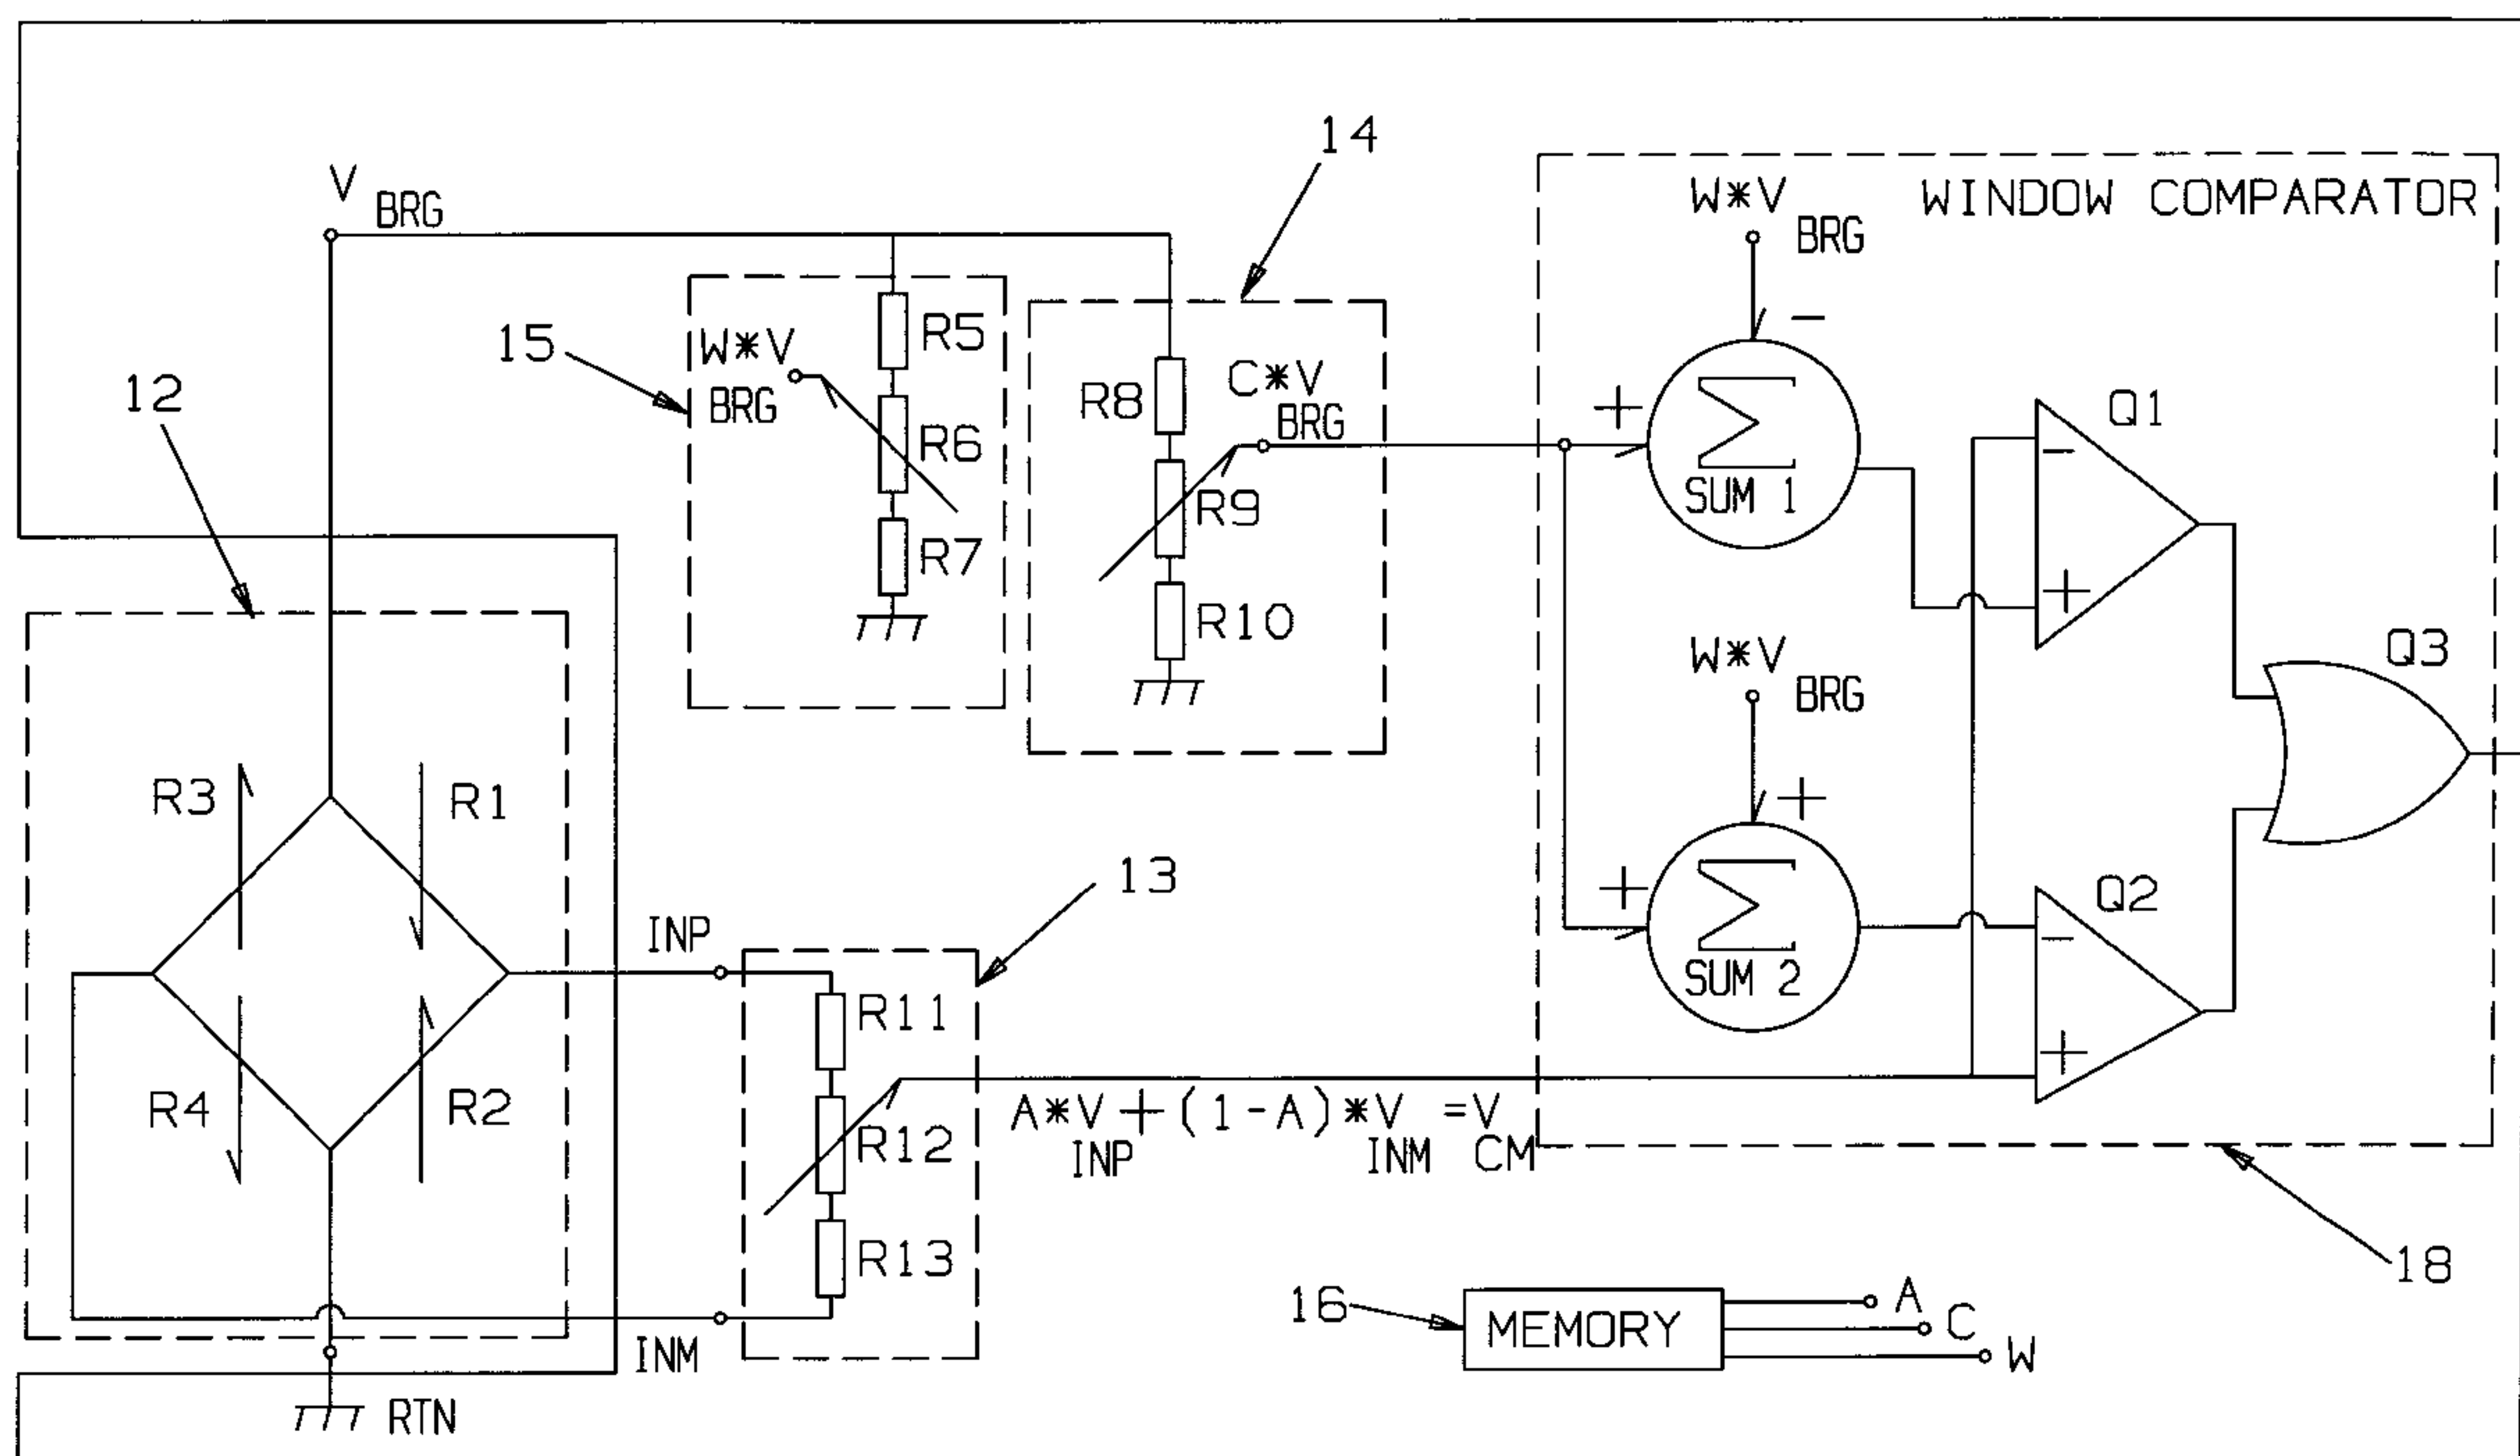 14
V BRG
W*V BRG
WINDOW COMPARATOR
−
15
W*V BRG
R5
R6
R7
12
C*V BRG
R8
R9
R10
+
Σ
SUM 1
Q1
−
+
W*V BRG
+
+
Σ
SUM 2
Q3
Q2
−
+
R3
R1
R4
R2
13
INP
R11
R12
R13
INM
A*V INP +(1-A)*V INM =V CM
18
16
MEMORY
A
C
W
RTN